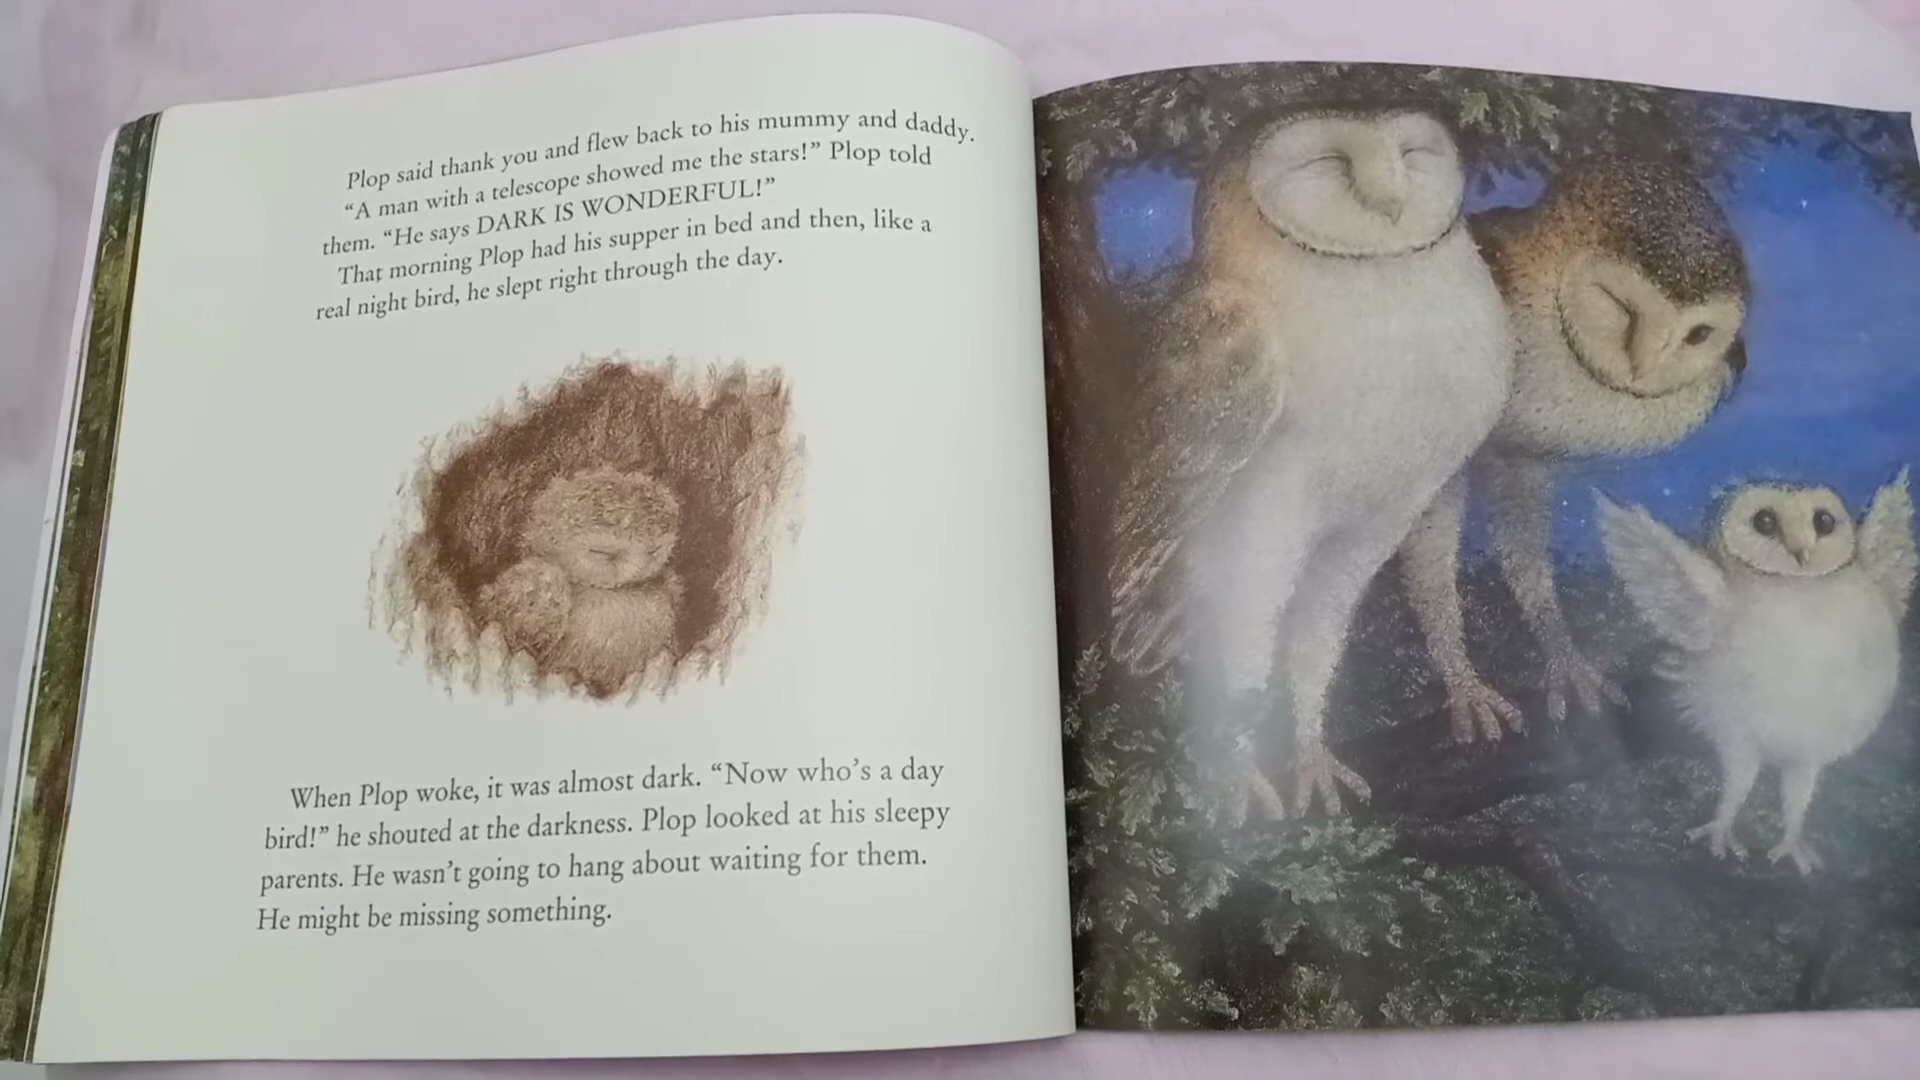 Plop said thank you and flew back to his mummy and daddy.
“A man with a telescope showed me the stars!” Plop told
them. “He says DARK IS WONDERFUL!”
That morning Plop had his supper in bed and then, like a
real night bird, he slept right through the day.
When Plop woke, it was almost dark. “Now who’s a day
bird!” he shouted at the darkness. Plop looked at his sleepy
parents. He wasn’t going to hang about waiting for them.
He might be missing something.